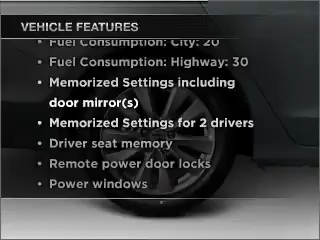 VEHICLE FEATURES
• Fuel Consumption: City: 20
• Fuel Consumption: Highway: 30
• Memorized Settings including
door mirror(s)
• Memorized Settings for 2 drivers
• Driver seat memory
• Remote power door locks
• Power windows